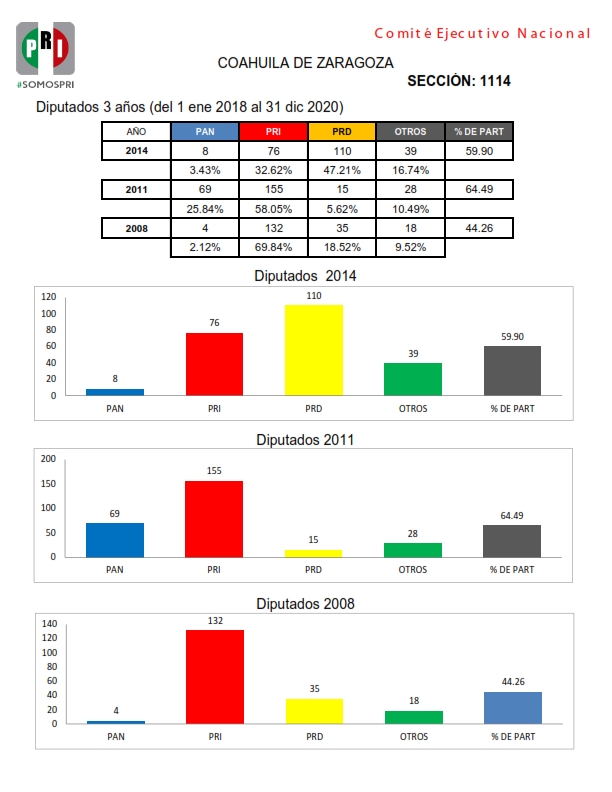 Comité Ejecutivo Nacional
PRI
#SOMOSPRI
COAHUILA DE ZARAGOZA
SECCIÓN: 1114
Diputados 3 años (del 1 ene 2018 al 31 dic 2020)
AÑO PAN PRI PRD OTROS % DE PART
2014 8 76 110 39 59.90
3.43% 32.62% 47.21% 16.74%
2011 69 155 15 28 64.49
25.84% 58.05% 5.62% 10.49%
2008 4 132 35 18 44.26
2.12% 69.84% 18.52% 9.52%
Diputados 2014
120
100
80
60
40
20
0
8 76 110 39 59.90
PAN PRI PRD OTROS % DE PART
Diputados 2011
200
150
100
50
0
69 155 15 28 64.49
PAN PRI PRD OTROS % DE PART
Diputados 2008
140
120
100
80
60
40
20
0
4 132 35 18 44.26
PAN PRI PRD OTROS % DE PART